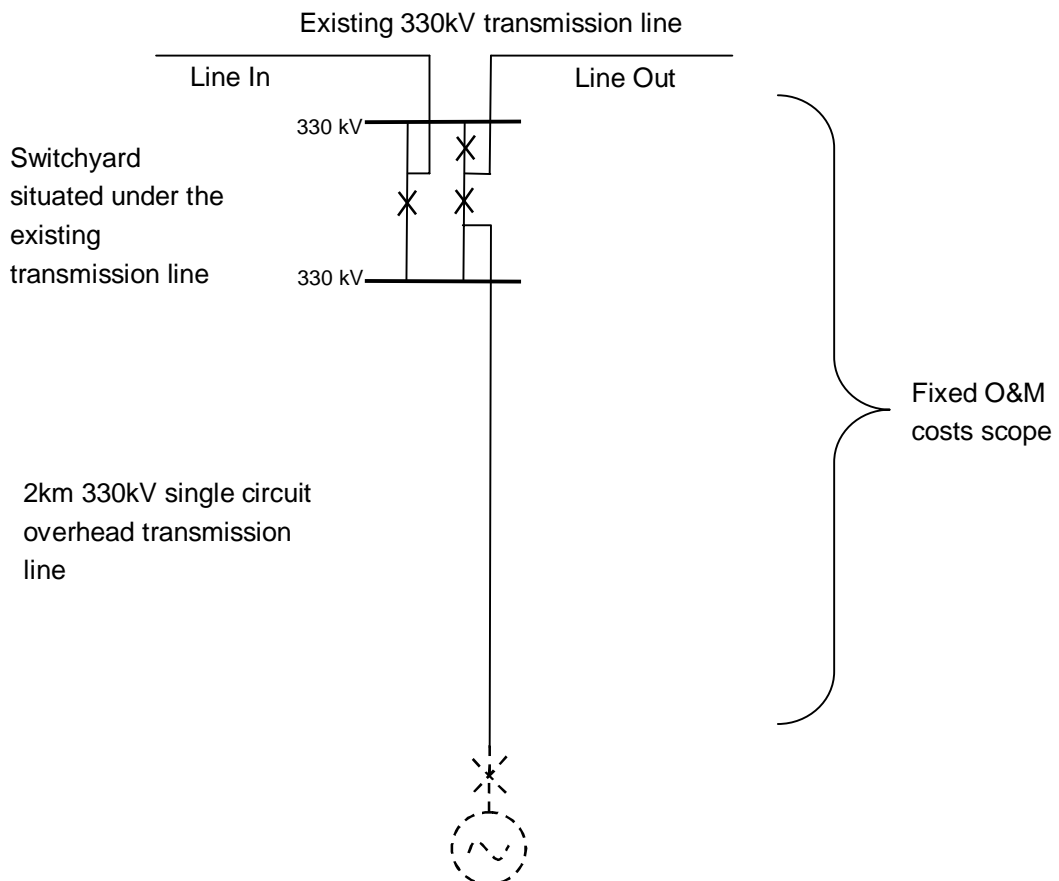 Existing 330kV transmission line
Line In
Line Out
330 kV
Switchyard
situated under the
existing
transmission line
330 kV
Fixed O&M
costs scope
2km 330kV single circuit
overhead transmission
line